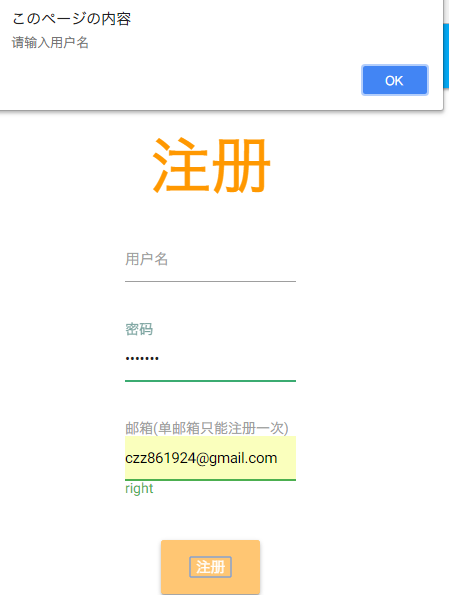 このページの内容
请输入用户名
OK
注册
用户名
密码
•••••••
邮箱(单邮箱只能注册一次)
czz861924@gmail.com
right
注册